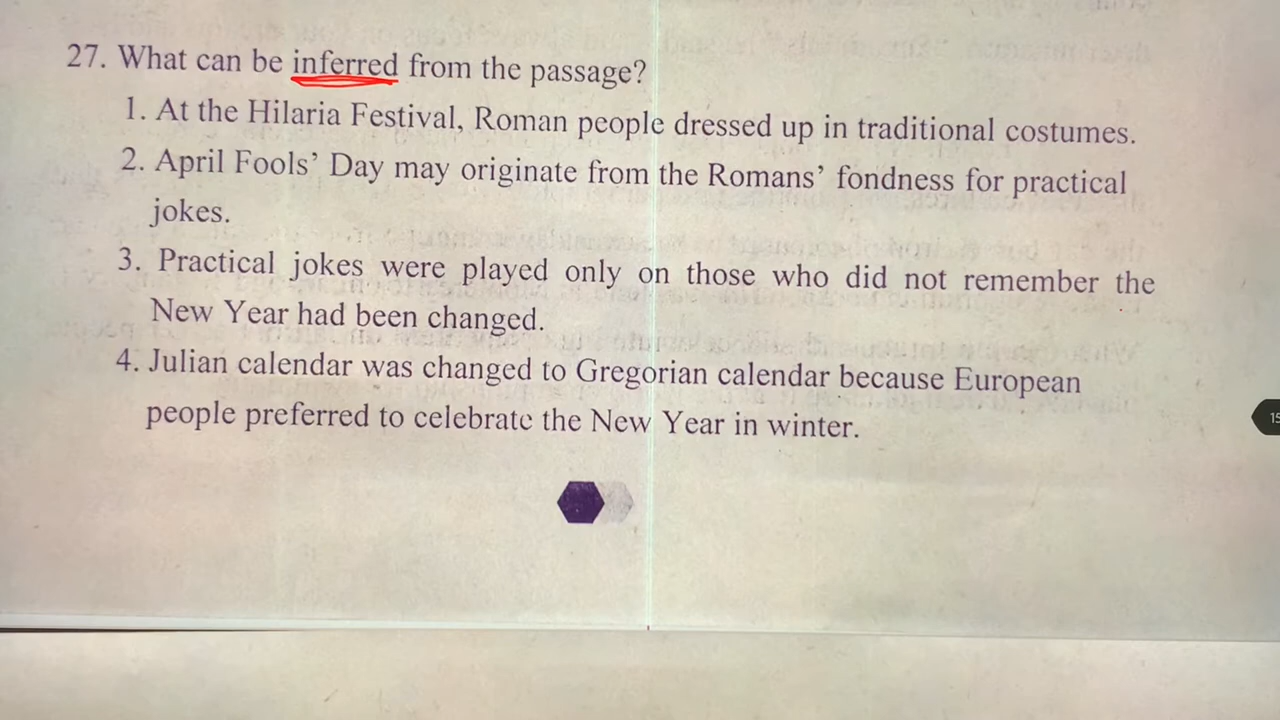 27. What can be inferred from the passage?
1. At the Hilaria Festival, Roman people dressed up in traditional costumes.
2. April Fools' Day may originate from the Romans' fondness for practical
jokes.
3. Practical jokes were played only on those who did not remember the
New Year had been changed.
4. Julian calendar was changed to Gregorian calendar because European
people preferred to celebrate the New Year in winter.
15